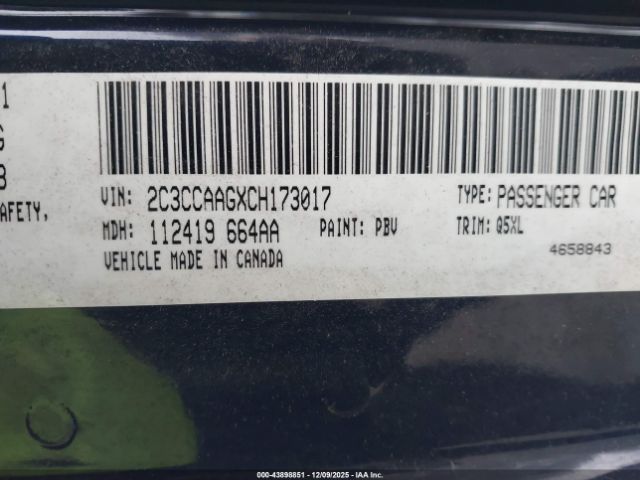 1
G
8
AFETY,
VIN: 2C3CCAAGXCH173017 TYPE: PASSENGER CAR
MDH: 112419 664AA PAINT: PBV TRIM: Q5XL
VEHICLE MADE IN CANADA 4658843
000-43898851 | 12/09/2025 - IAA Inc.